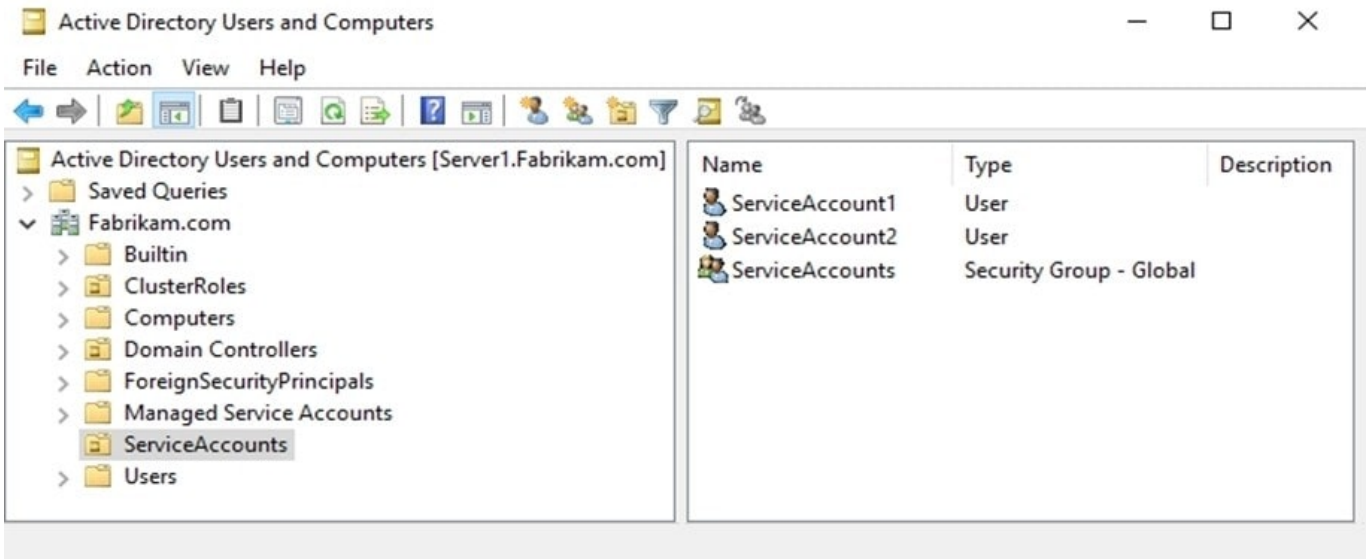 Active Directory Users and Computers
File Action View Help
Active Directory Users and Computers [Server1.Fabrikam.com]
Saved Queries
Fabrikam.com
Builtin
ClusterRoles
Computers
Domain Controllers
ForeignSecurityPrincipals
Managed Service Accounts
ServiceAccounts
Users
Name Type Description
ServiceAccount1 User
ServiceAccount2 User
ServiceAccounts Security Group - Global